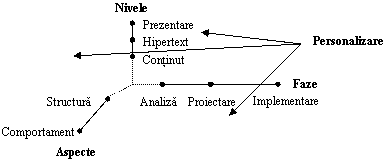 Nivele
Prezentare
Hipertext
Personalizare
Conţinut
Faze
Structură
Analiză Proiectare Implementare
Comportament
Aspecte